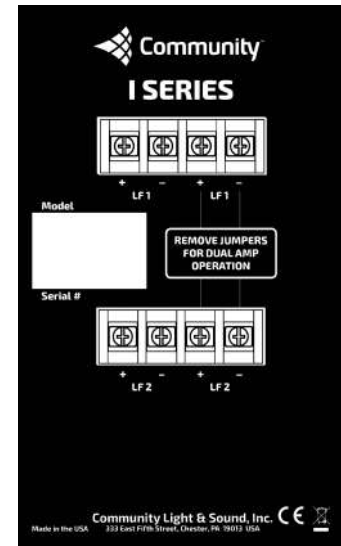 Community
I SERIES
+ − + −
LF 1 LF 1
Model
REMOVE JUMPERS
FOR DUAL AMP
OPERATION
Serial #
+ − + −
LF 2 LF 2
Community Light & Sound, Inc. CE
Made in the USA 333 East Fifth Street, Chester, PA 19013 USA